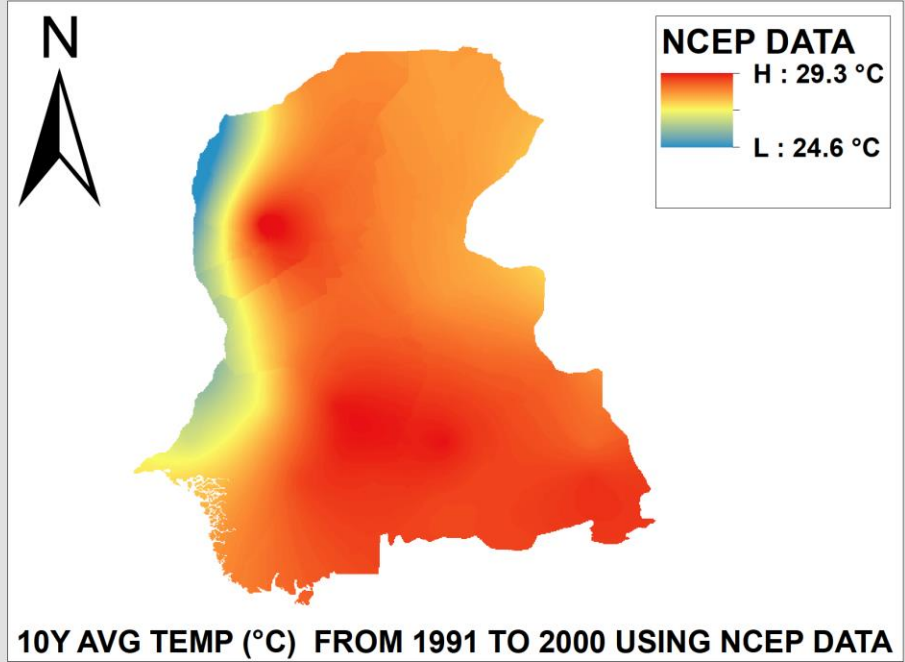 N
NCEP DATA
H : 29.3 °C
L : 24.6 °C
10Y AVG TEMP (°C) FROM 1991 TO 2000 USING NCEP DATA